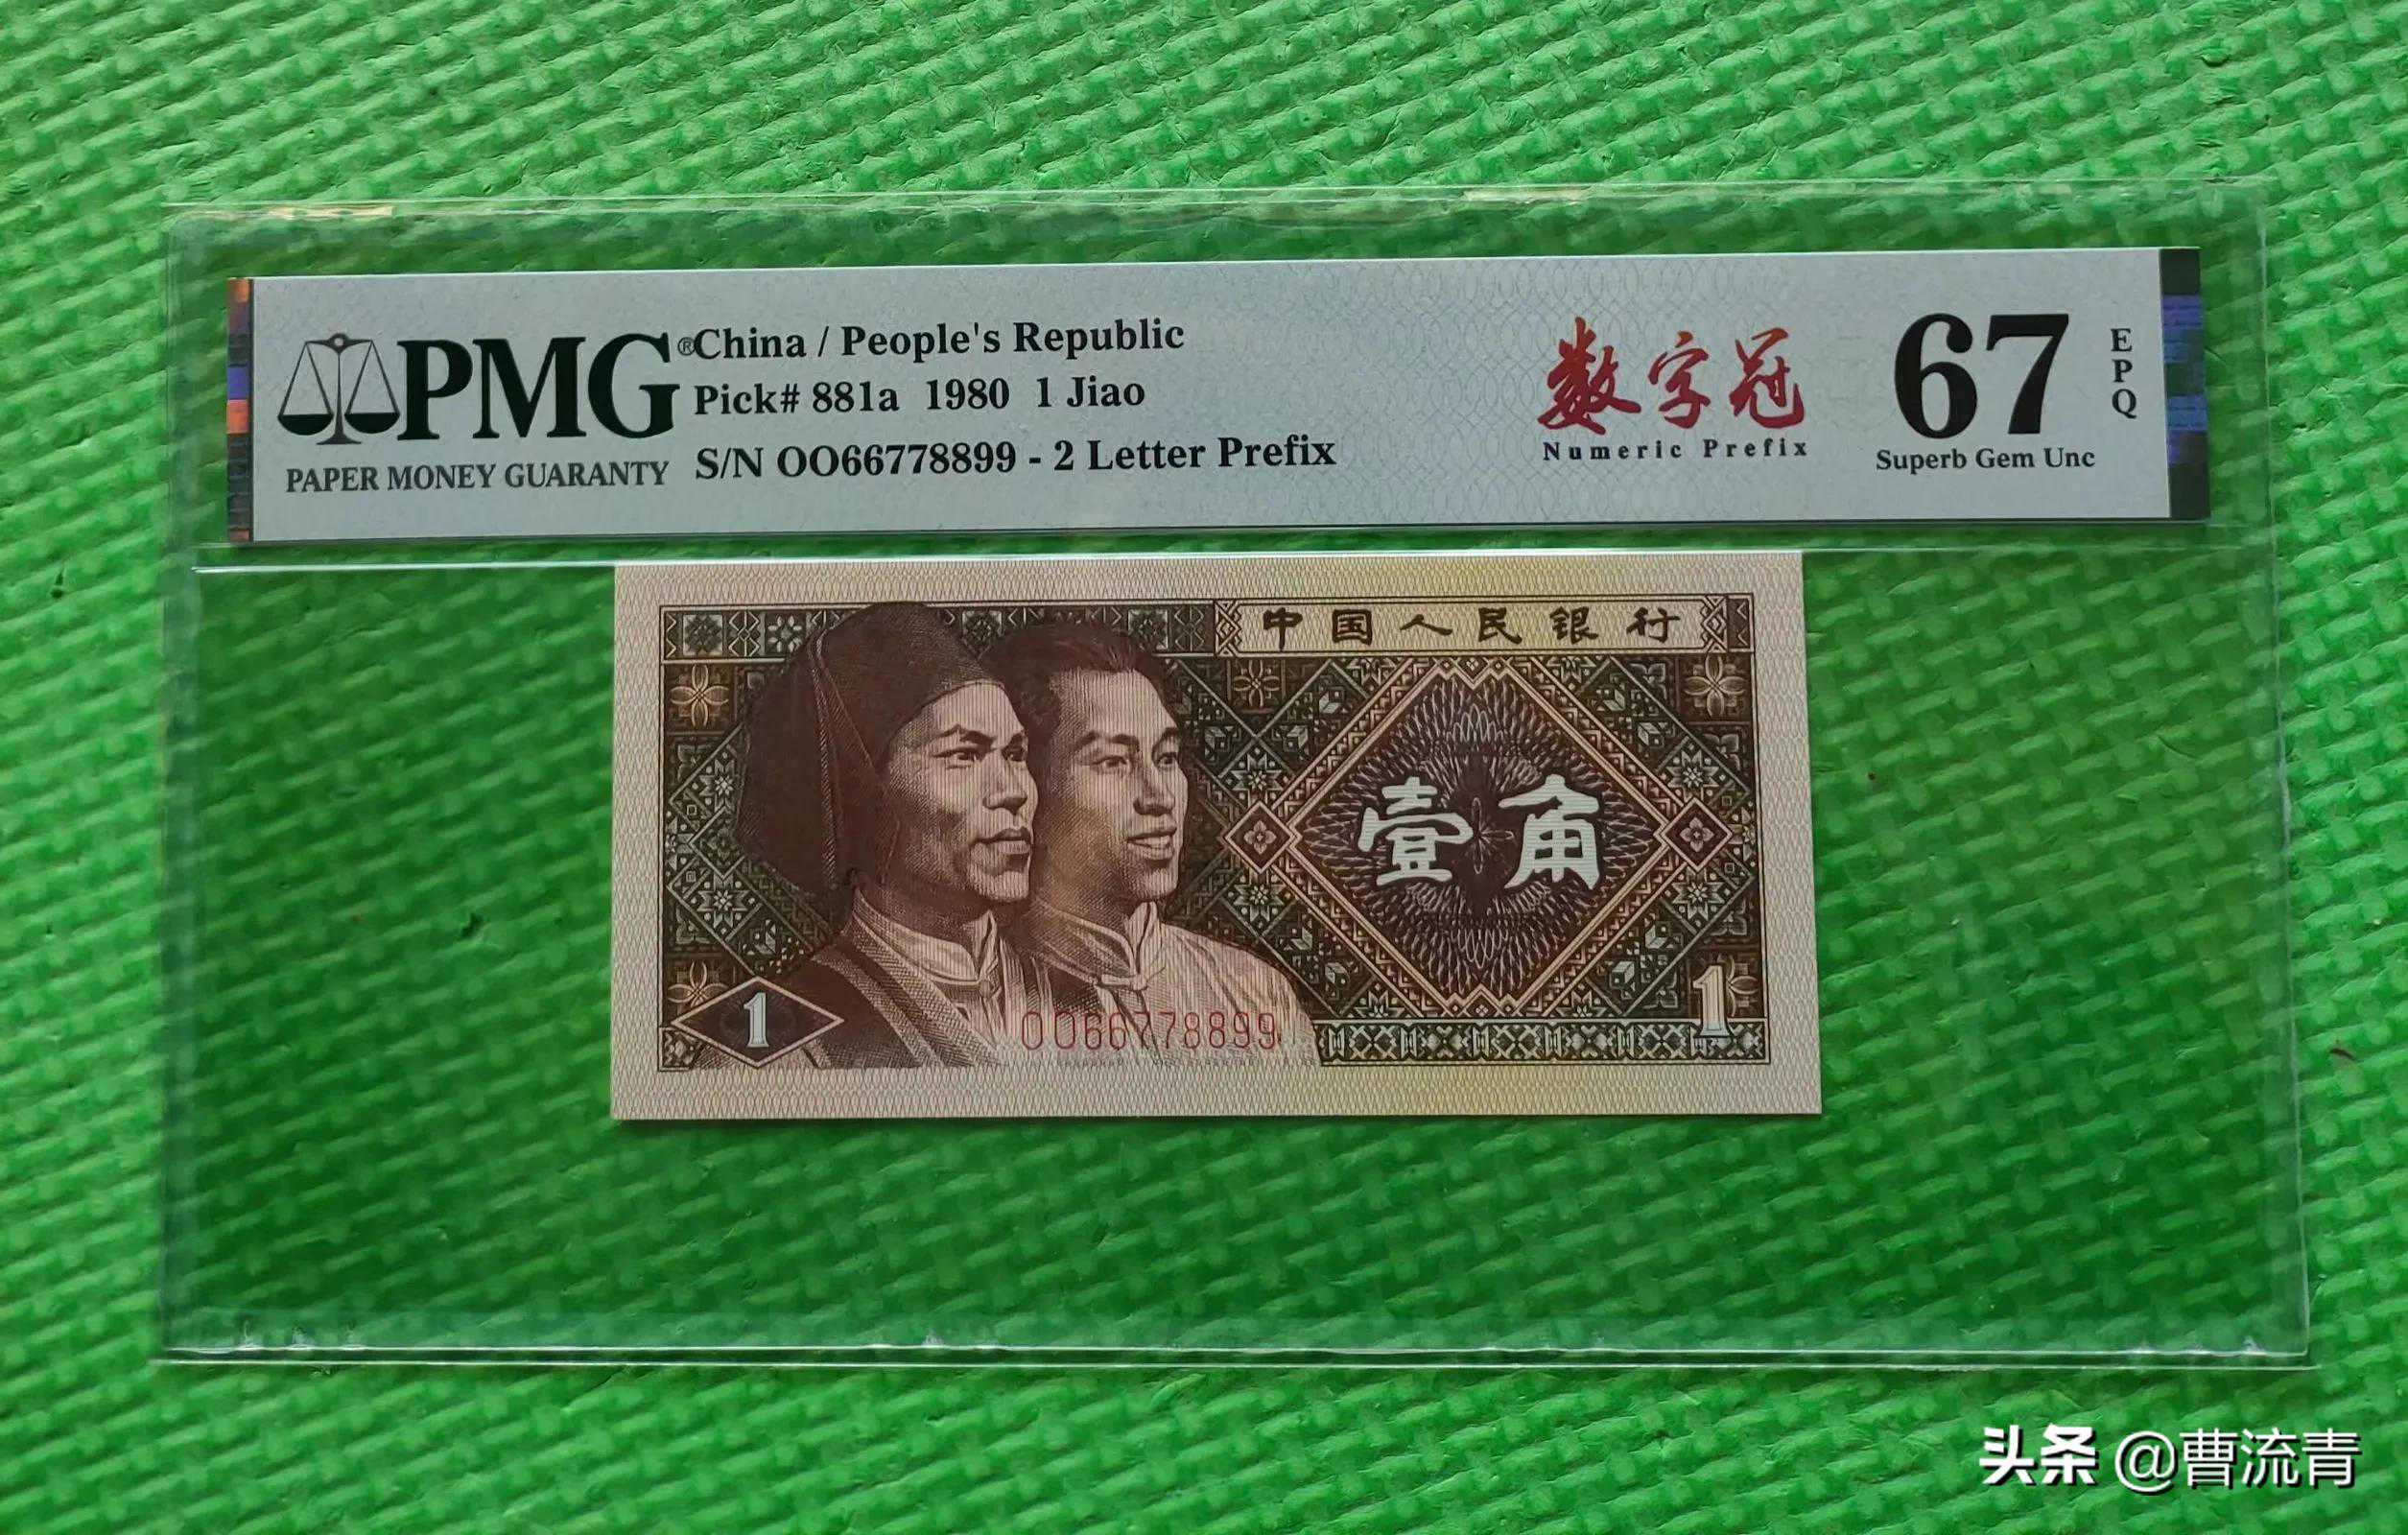 PMG®
PAPER MONEY GUARANTY
China / People's Republic
Pick# 881a 1980 1 Jiao
S/N OO66778899 - 2 Letter Prefix
数字冠
Numeric Prefix
67
EPQ
Superb Gem Unc
中国人民银行
壹角
1
1
OO66778899
头条 @曹流青